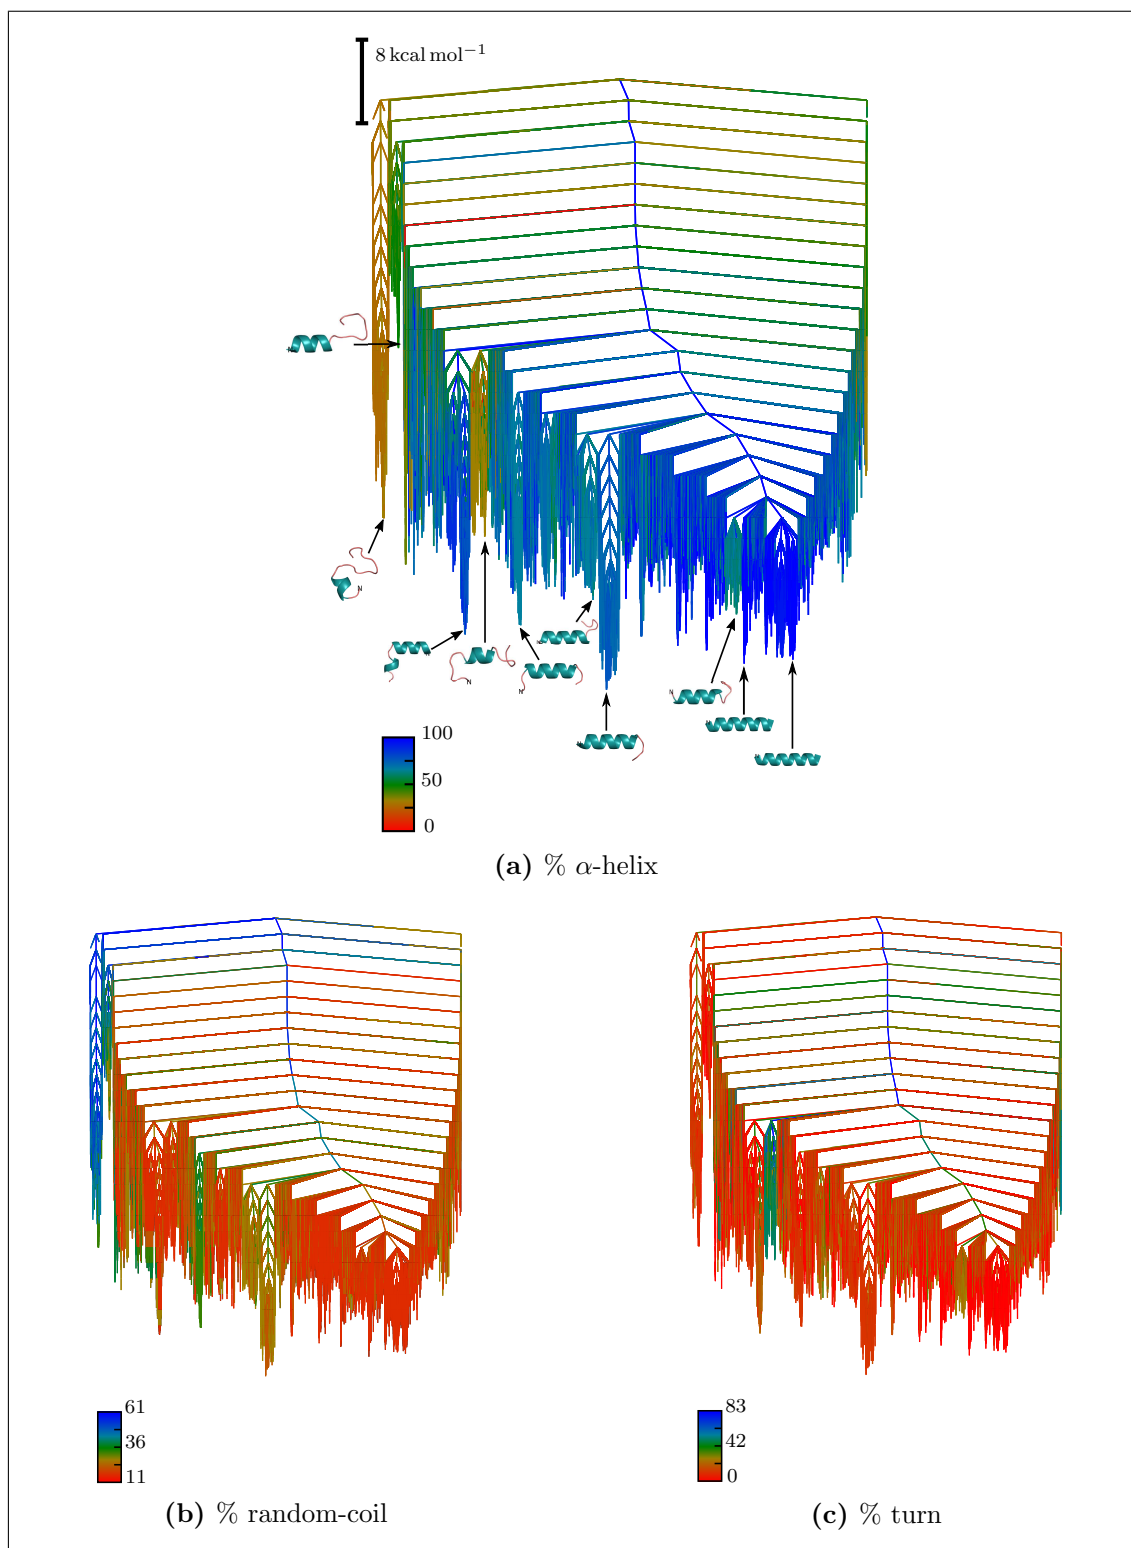 8 kcal mol⁻¹
N
N
N
N
100
50
0
(a) % α-helix
61
36
11
(b) % random-coil
83
42
0
(c) % turn